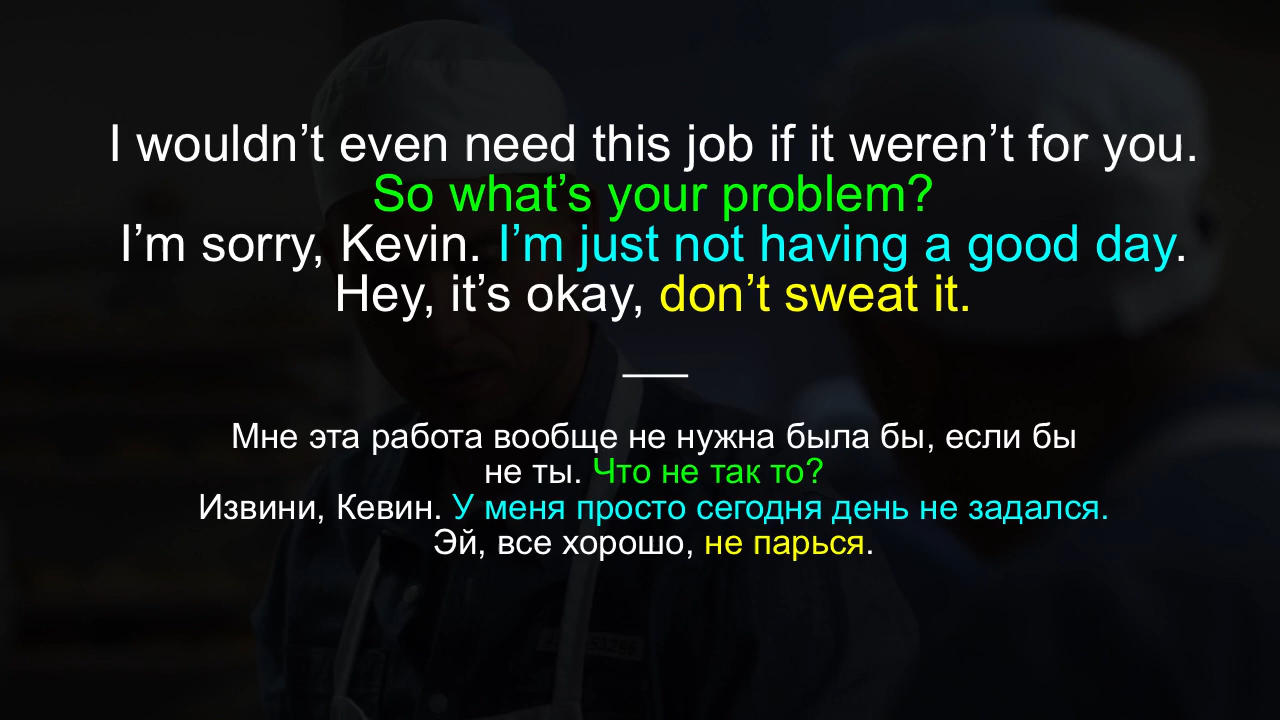 I wouldn’t even need this job if it weren’t for you.
So what’s your problem?
I’m sorry, Kevin. I’m just not having a good day.
Hey, it’s okay, don’t sweat it.
Мне эта работа вообще не нужна была бы, если бы
не ты. Что не так то?
Извини, Кевин. У меня просто сегодня день не задался.
Эй, все хорошо, не парься.